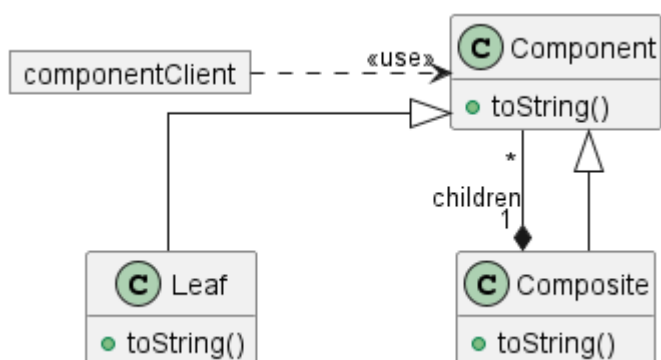 C Component
«use»
componentClient
toString()
*
children
1
C Leaf
C Composite
toString()
toString()